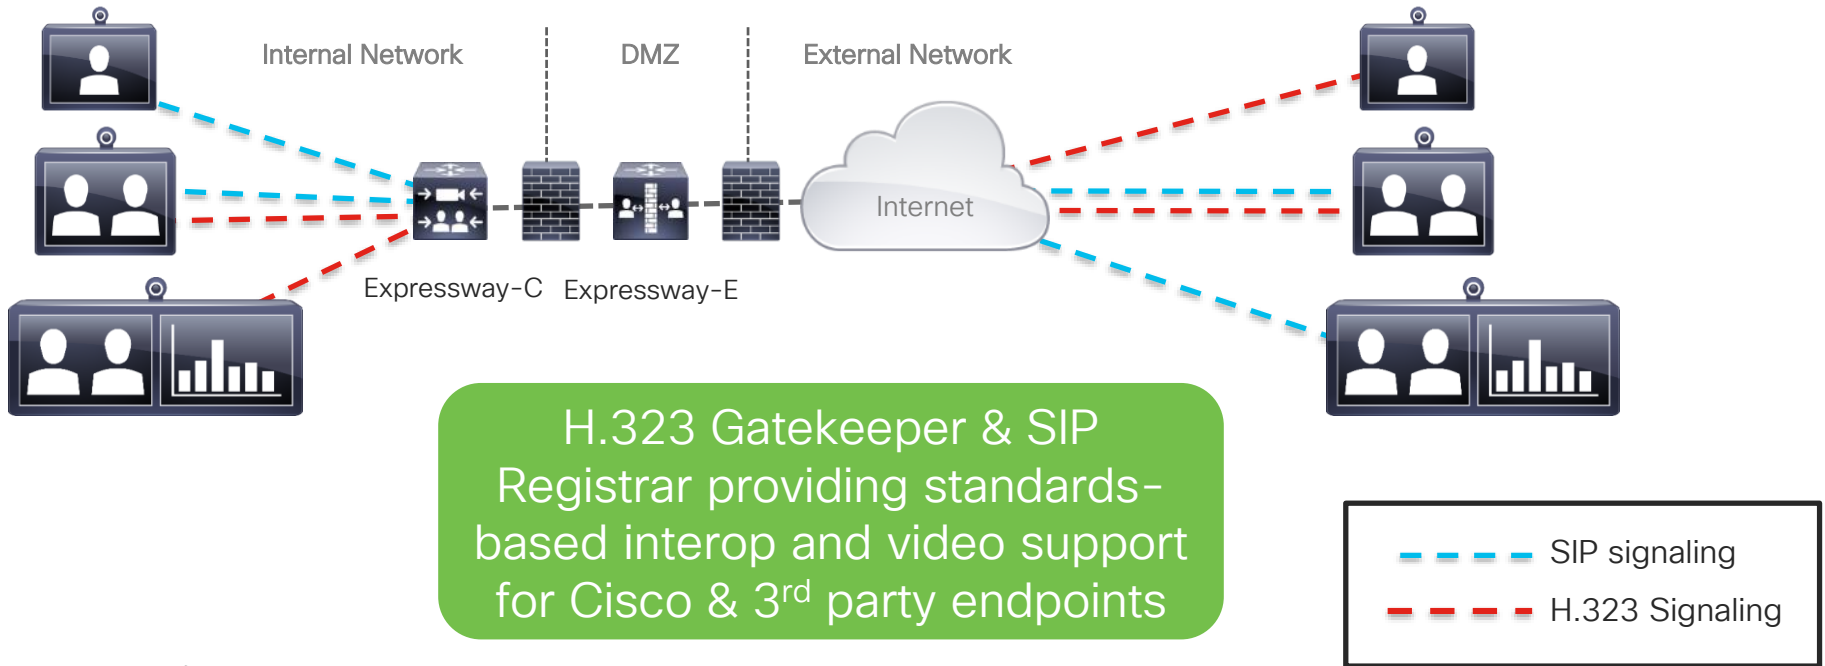 Internal Network
DMZ
External Network
Internet
Expressway-C
Expressway-E
H.323 Gatekeeper & SIP
Registrar providing standards-
based interop and video support
for Cisco & 3rd party endpoints
SIP signaling
H.323 Signaling